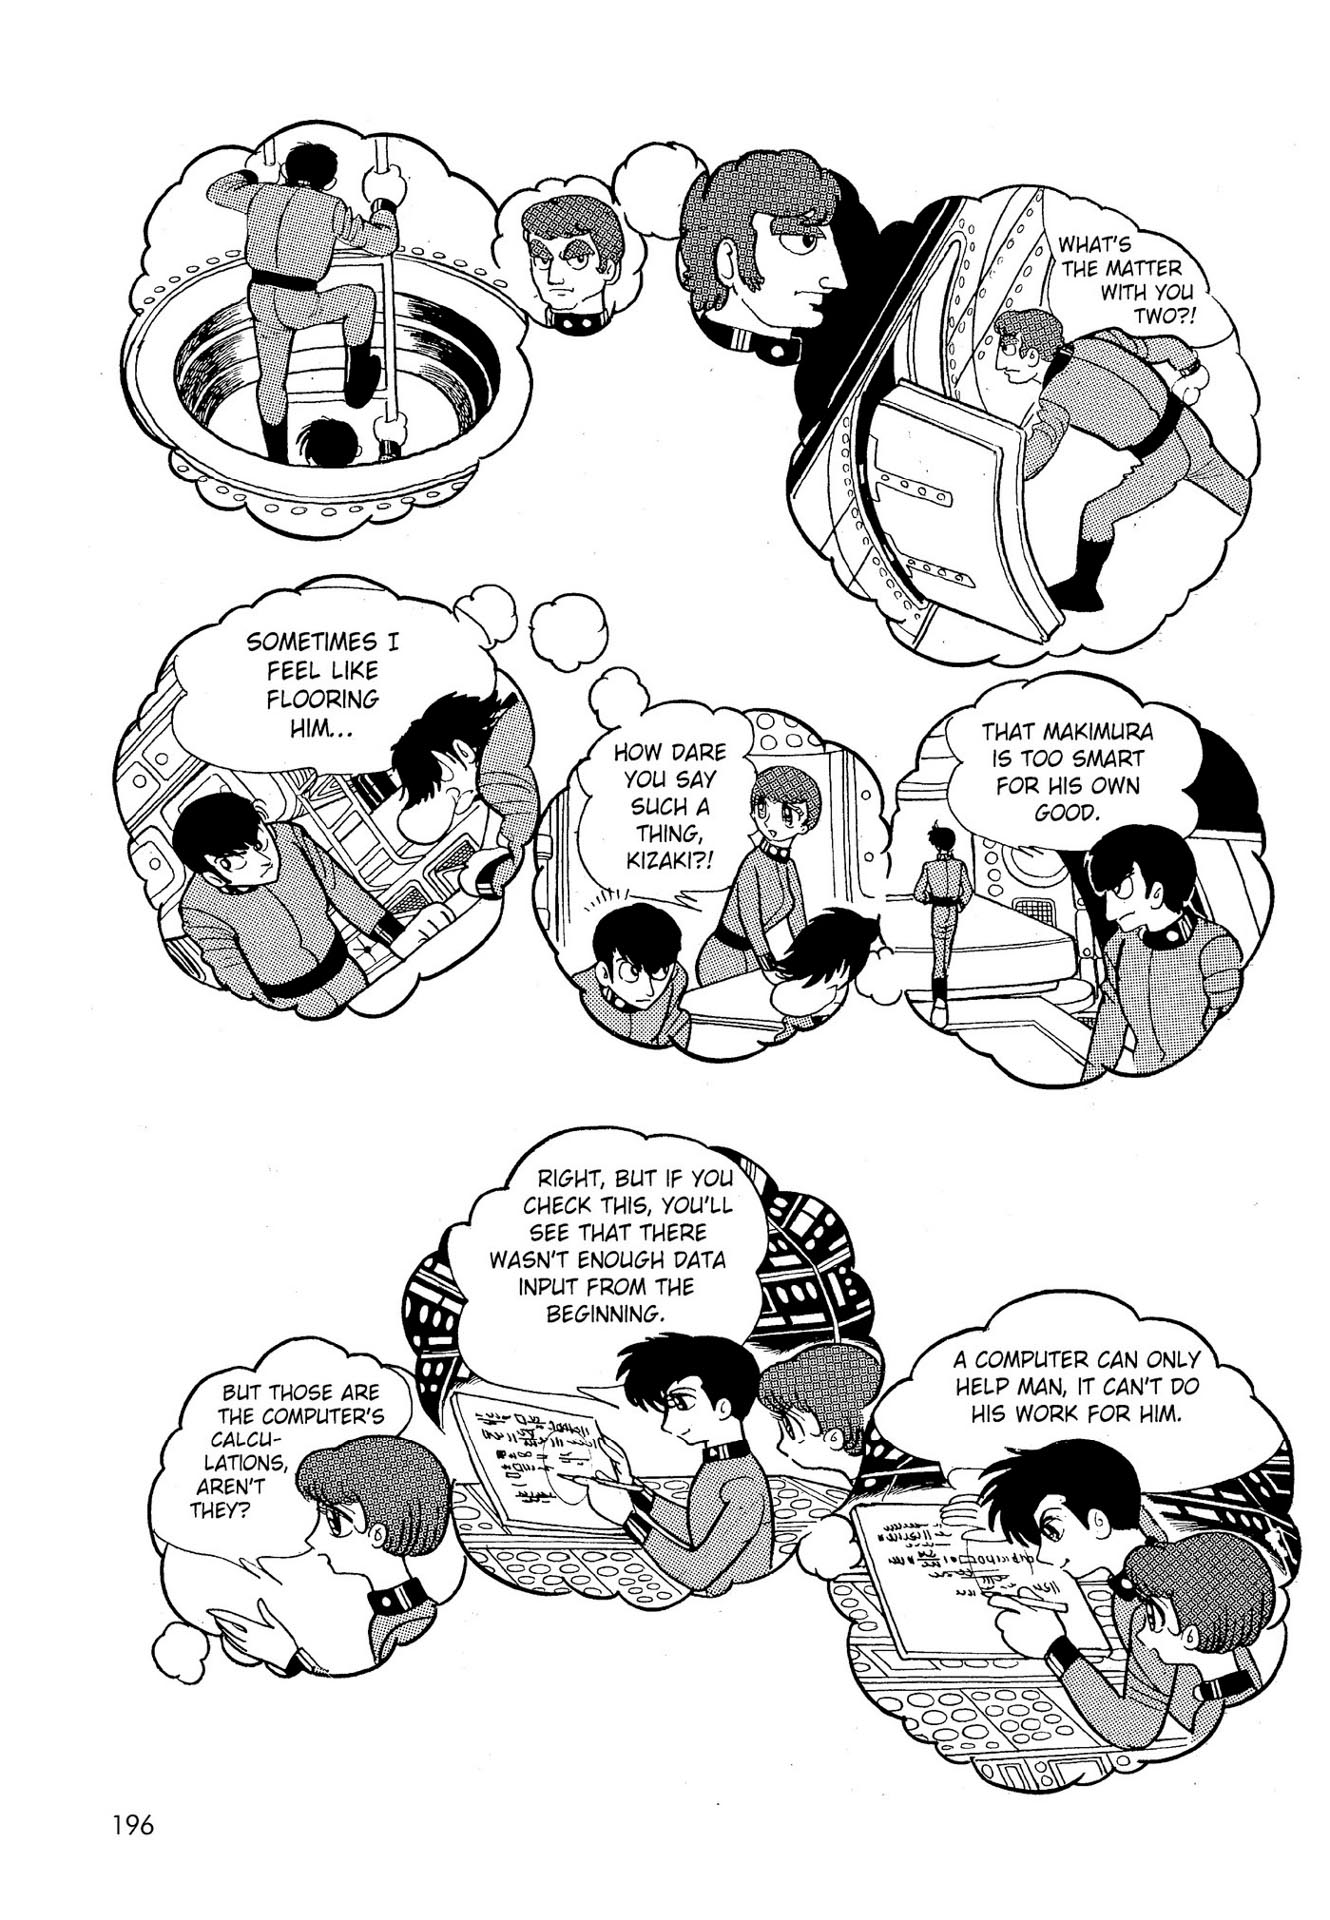 WHAT'S
THE MATTER
WITH YOU
TWO?!
SOMETIMES I
FEEL LIKE
FLOORING
HIM...
HOW DARE
YOU SAY
SUCH A
THING,
KIZAKI?!
THAT MAKIMURA
IS TOO SMART
FOR HIS OWN
GOOD.
BUT THOSE ARE
THE COMPUTER'S
CALCU-
LATIONS,
AREN'T
THEY?
RIGHT, BUT IF YOU
CHECK THIS, YOU'LL
SEE THAT THERE
WASN'T ENOUGH DATA
INPUT FROM THE
BEGINNING.
A COMPUTER CAN ONLY
HELP MAN, IT CAN'T DO
HIS WORK FOR HIM.
196